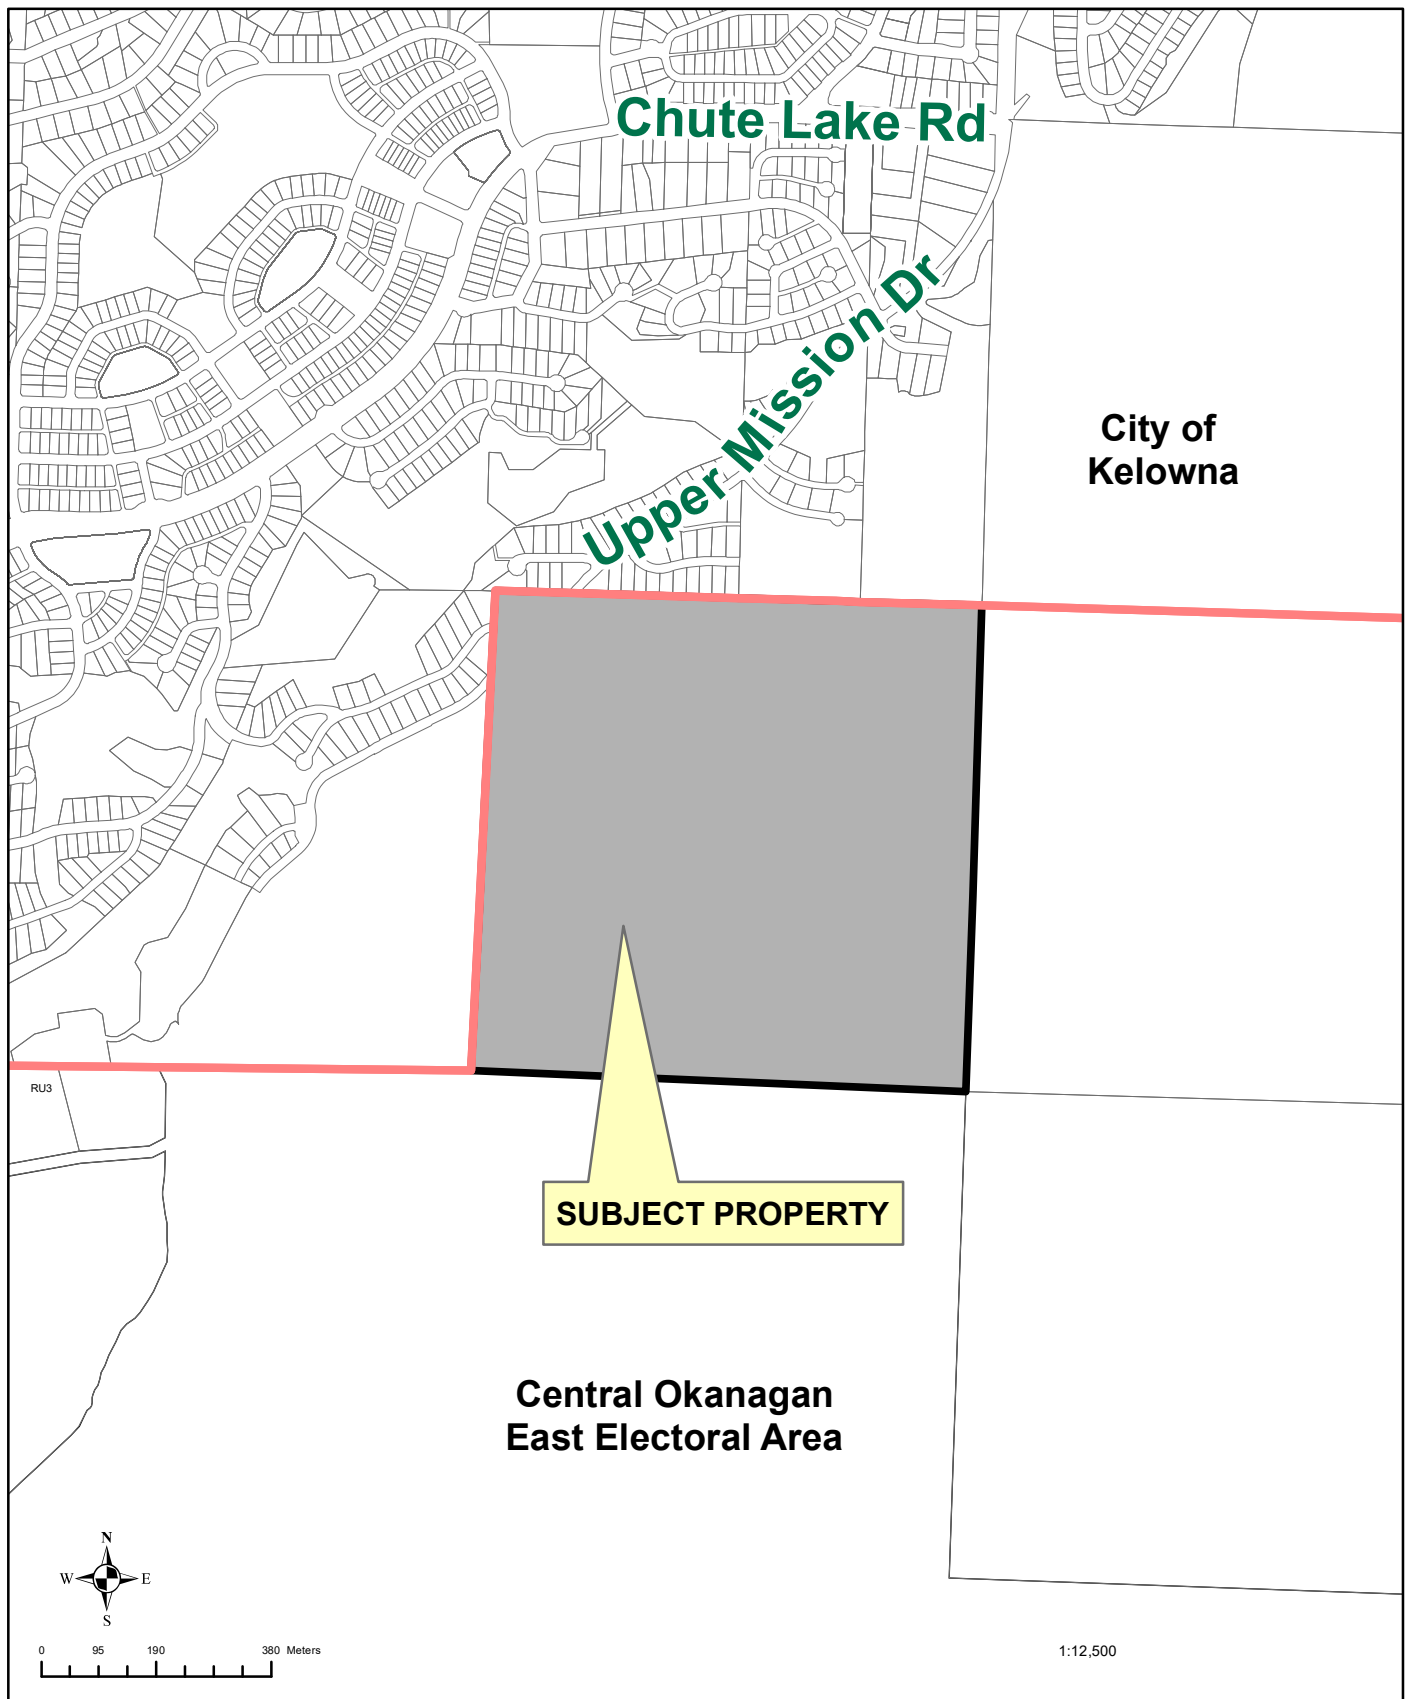 Chute Lake Rd
Upper Mission Dr
City of
Kelowna
RU3
SUBJECT PROPERTY
Central Okanagan
East Electoral Area
N
W E
S
0 95 190 380 Meters
1:12,500